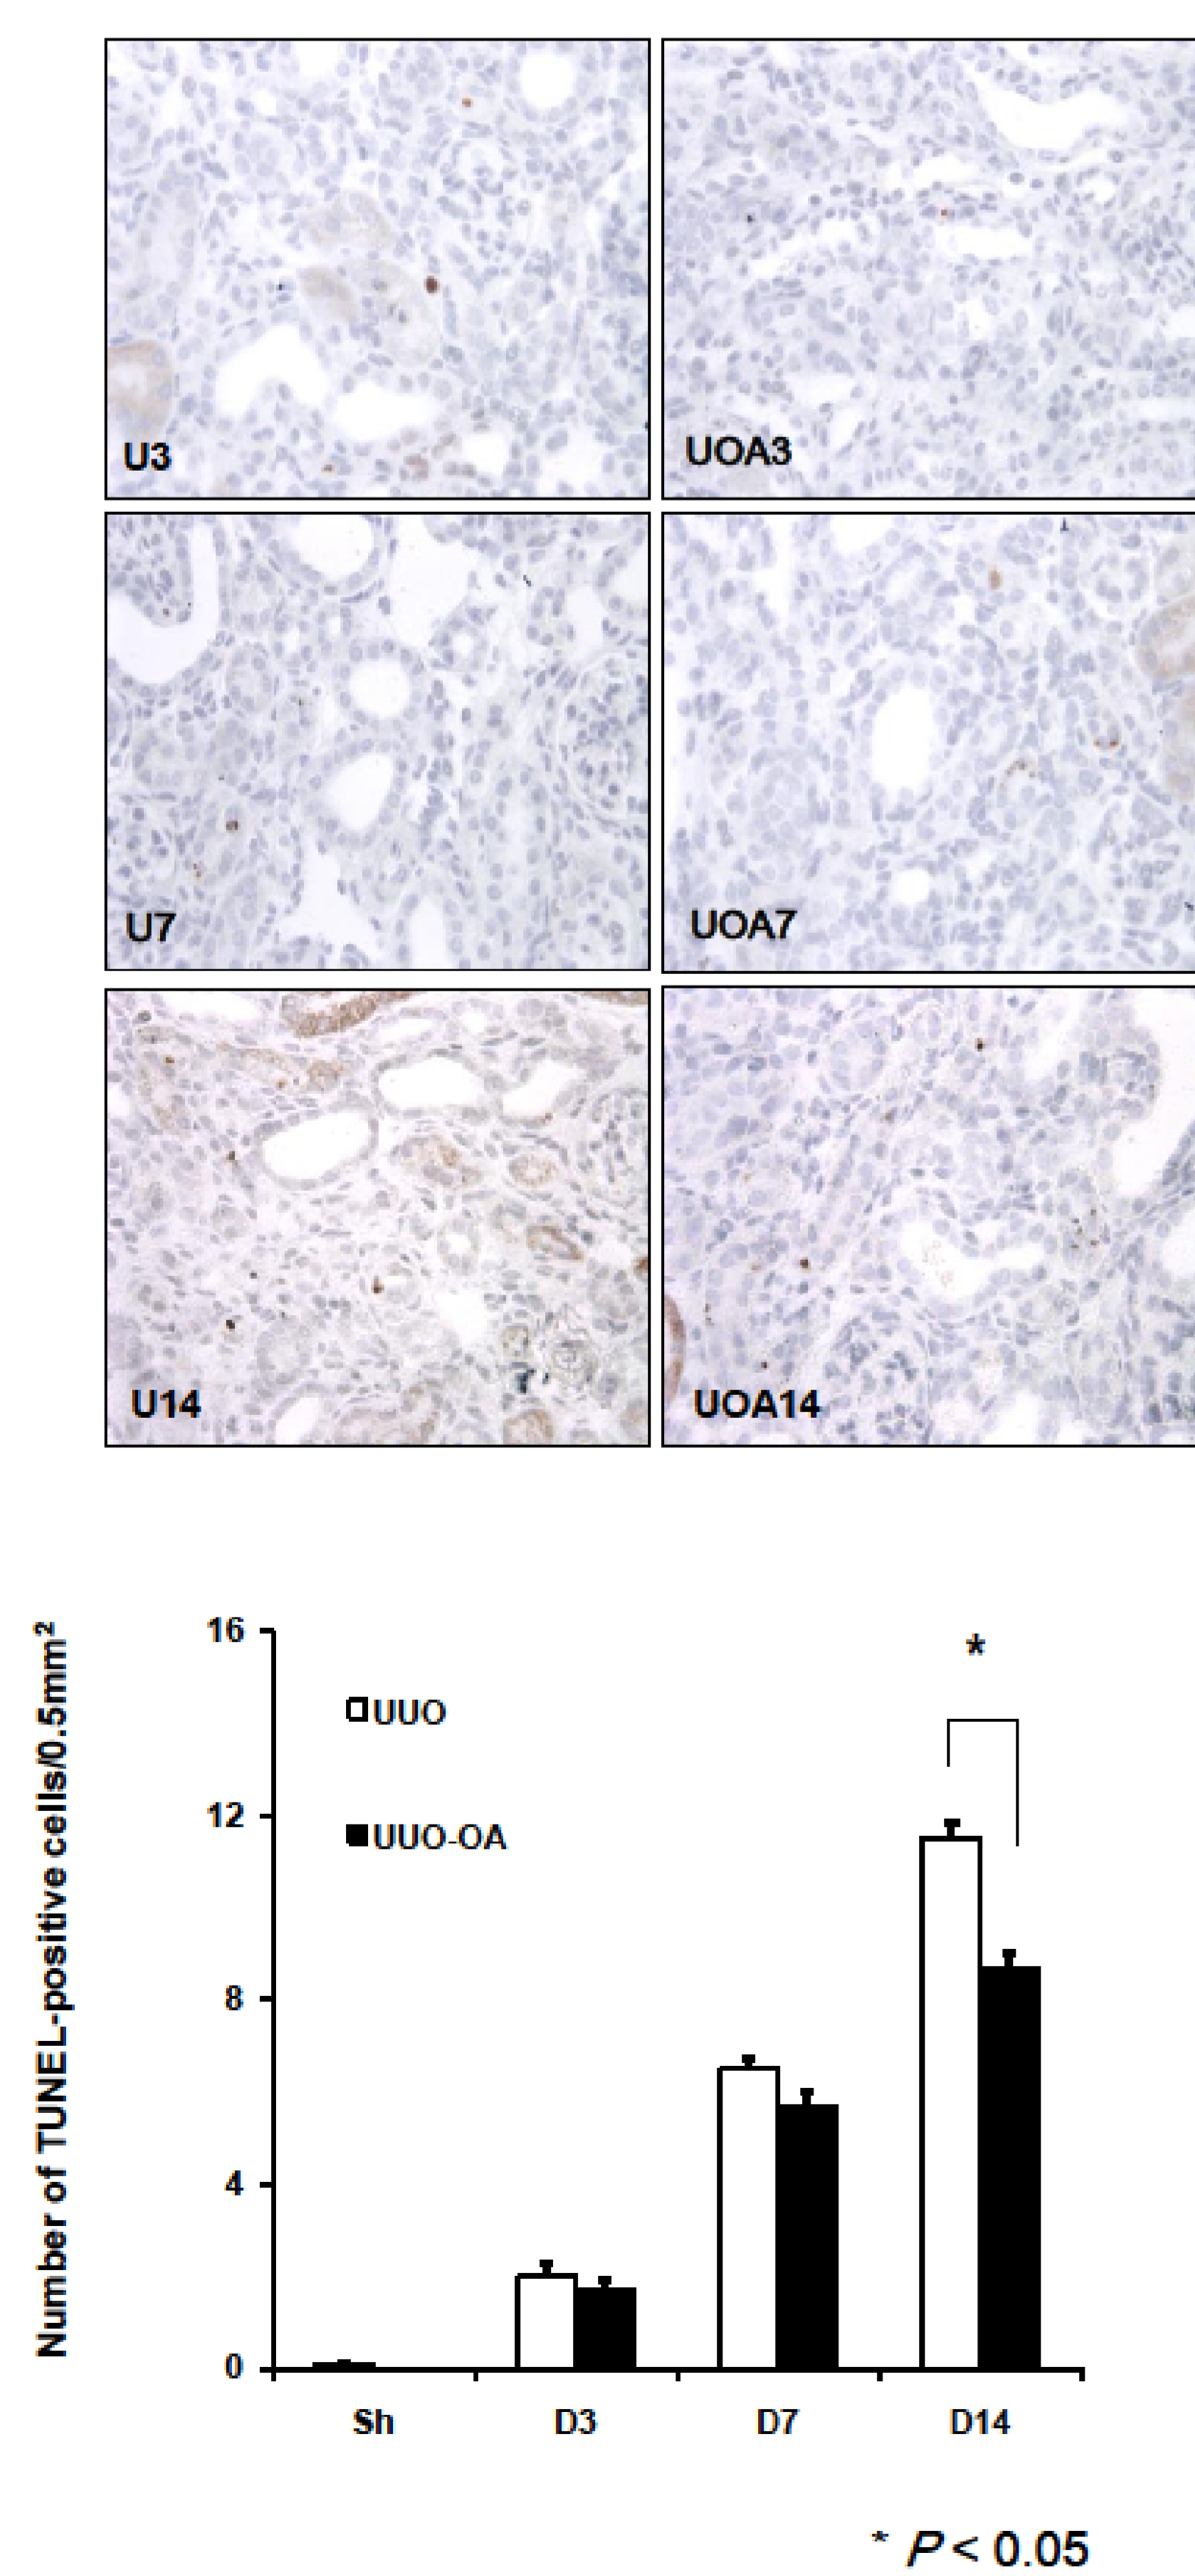 U3
UOA3
U7
UOA7
U14
UOA14
Number of TUNEL-positive cells/0.5mm²
16
12
8
4
0
*
UUO
UUO-OA
Sh D3 D7 D14
* P < 0.05